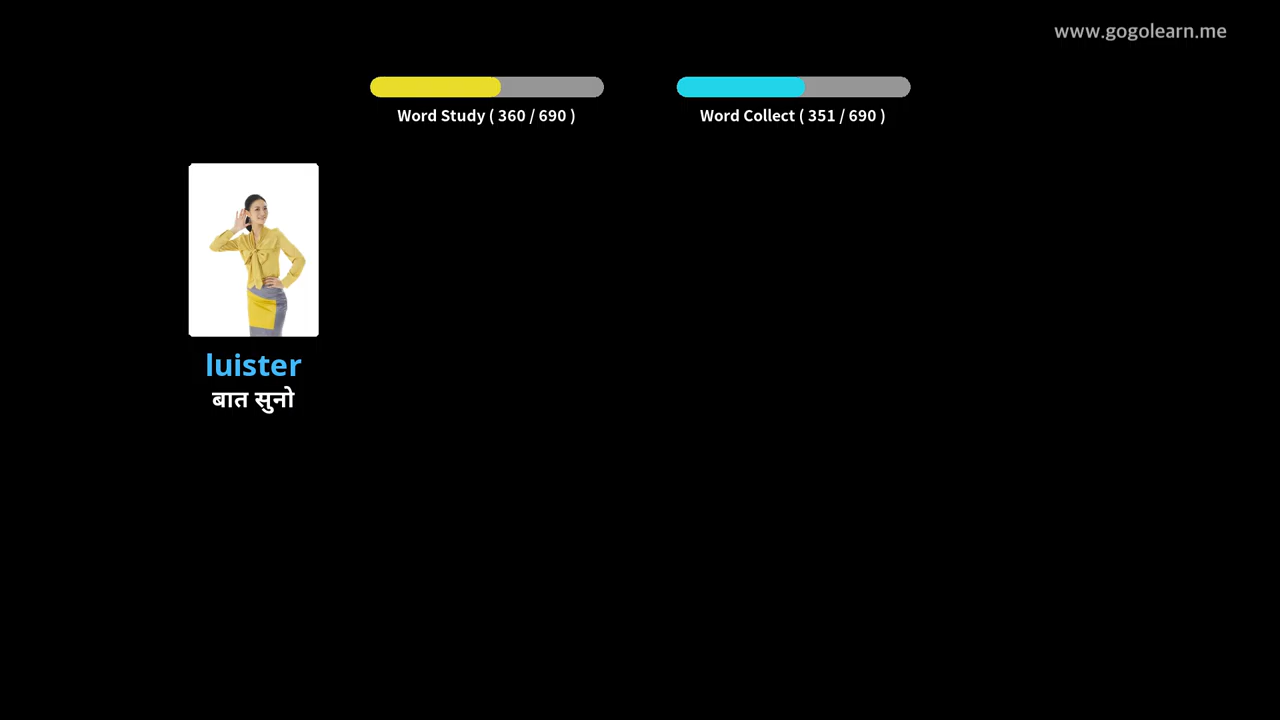 www.gogolearn.me
Word Study ( 360 / 690 )
Word Collect ( 351 / 690 )
luister
बात सुनो